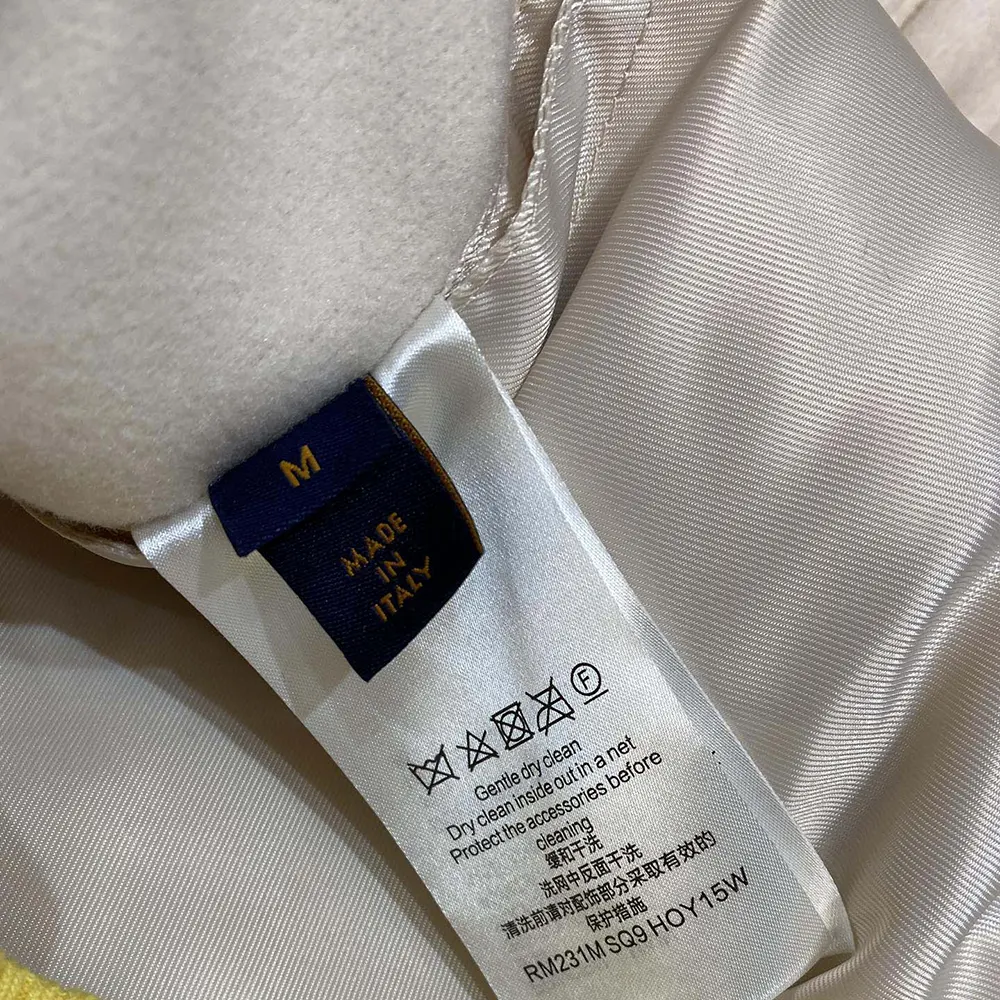 M
MADE
IN
ITALY
F
Gentle dry clean
Dry clean inside out in a net
Protect the accessories before
cleaning
缓和干洗
洗网中反面干洗
清洗前请对配饰部分采取有效的
保护措施
RM231M SQ9 HOY15W